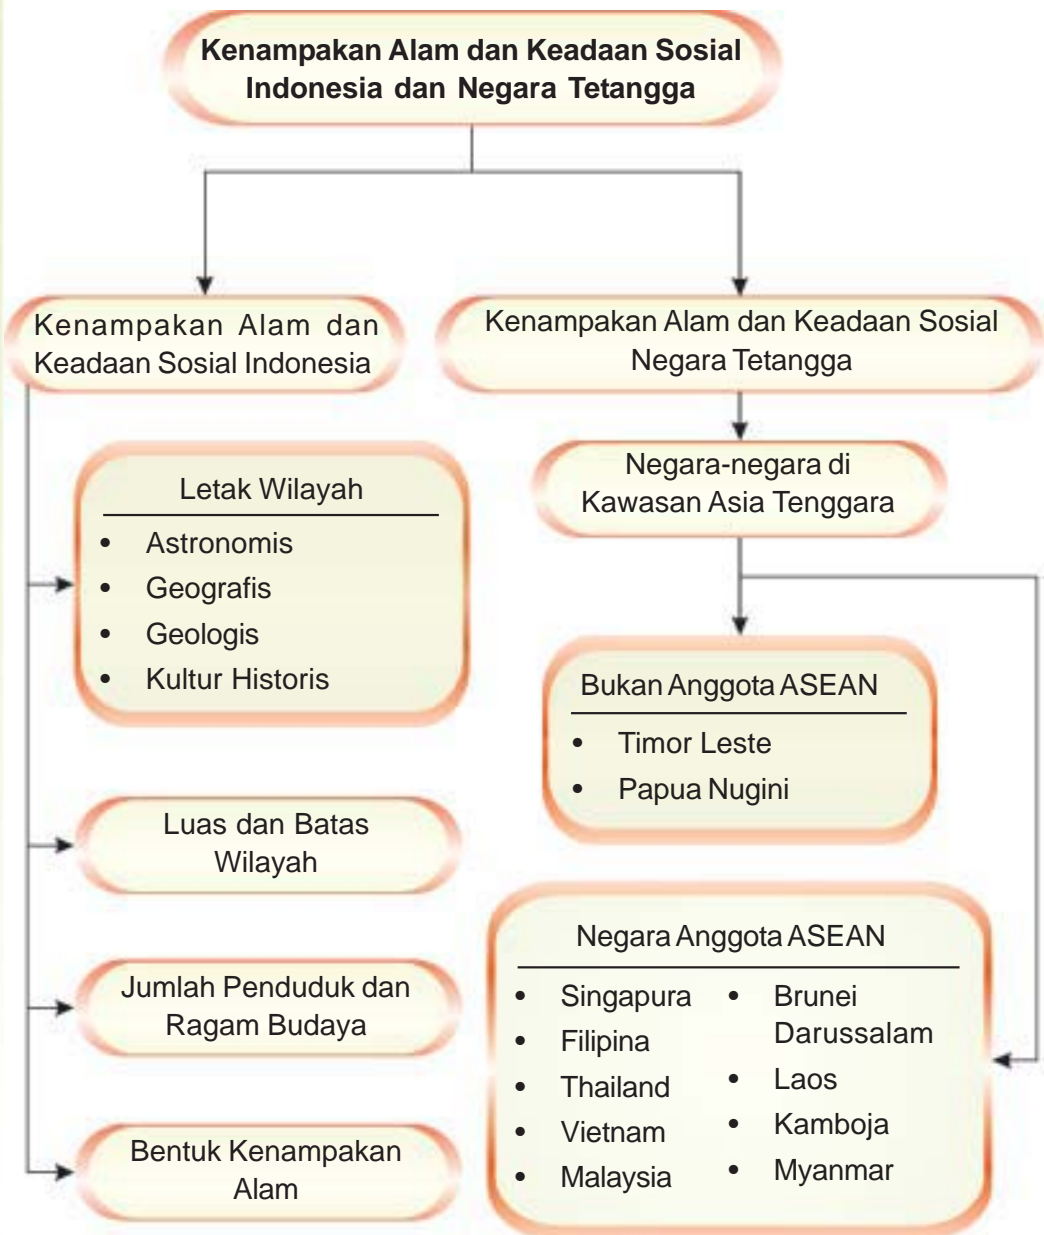 Kenampakan Alam dan Keadaan Sosial
Indonesia dan Negara Tetangga
Kenampakan Alam dan
Keadaan Sosial Indonesia
Kenampakan Alam dan Keadaan Sosial
Negara Tetangga
Letak Wilayah
• Astronomis
• Geografis
• Geologis
• Kultur Historis
Luas dan Batas
Wilayah
Jumlah Penduduk dan
Ragam Budaya
Bentuk Kenampakan
Alam
Negara-negara di
Kawasan Asia Tenggara
Bukan Anggota ASEAN
• Timor Leste
• Papua Nugini
Negara Anggota ASEAN
• Singapura
• Filipina
• Thailand
• Vietnam
• Malaysia
• Brunei
Darussalam
• Laos
• Kamboja
• Myanmar